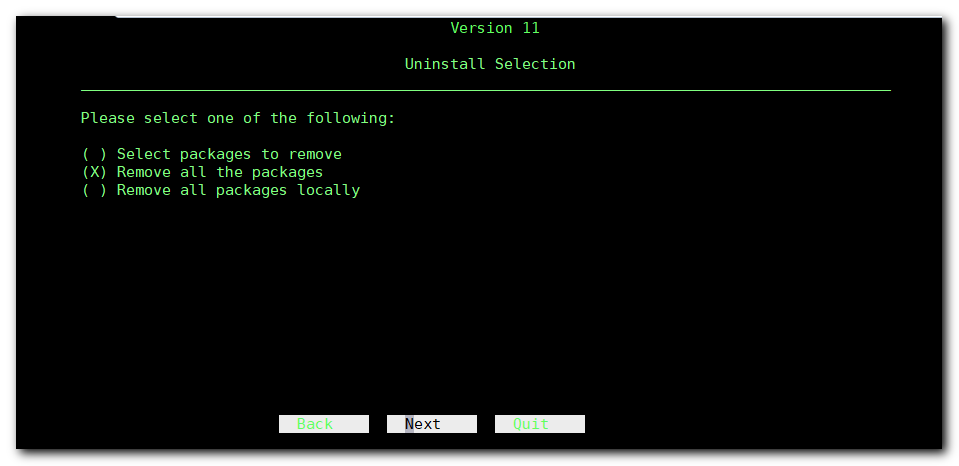 Version 11
Uninstall Selection
Please select one of the following:
( ) Select packages to remove
(X) Remove all the packages
( ) Remove all packages locally
Back Next Quit